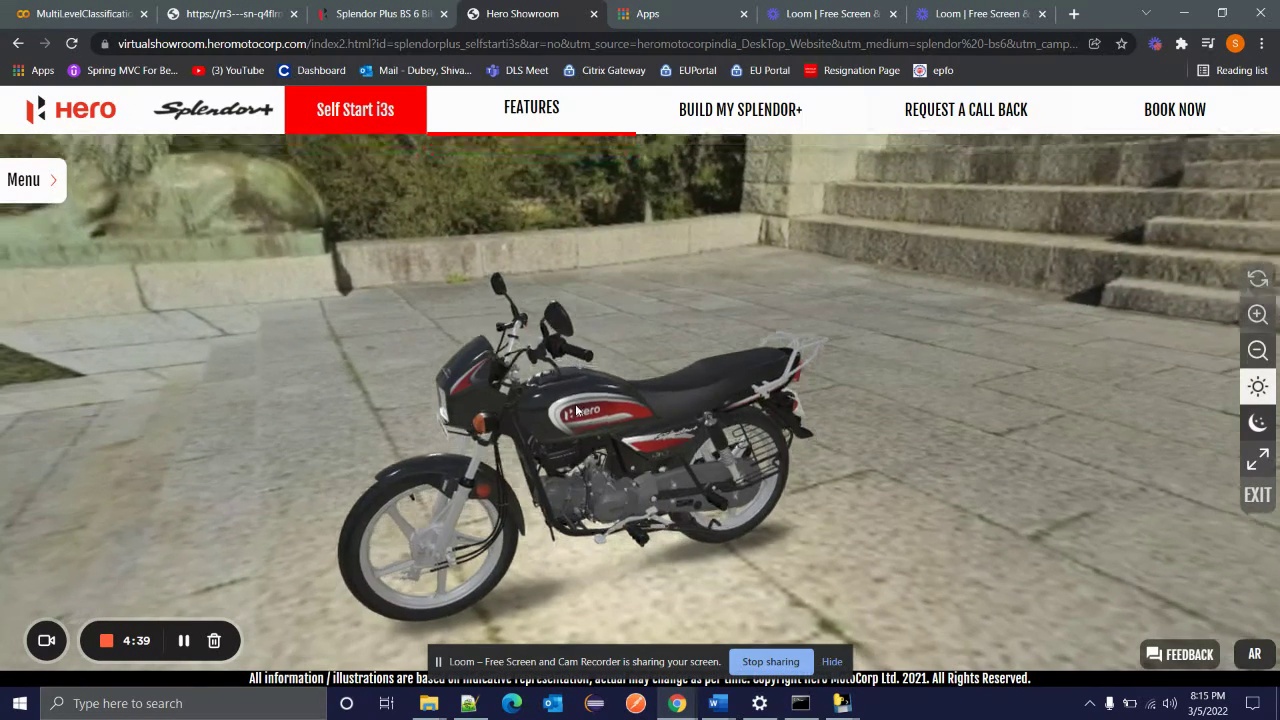 MultiLevelClassificati
https://rr3---sn-q4flrn
Splendor Plus BS 6 Bi
Hero Showroom
Apps
Loom | Free Screen &
Loom | Free Screen &
virtualshowroom.heromotocorp.com/index2.html?id=splendorplus_selfstarti3s&at=no&utm_source=heromotocorpindia_DeskTop_Website&utm_medium=splendor%20-bs6&utm_camp...
S
Apps
Spring MVC For Be...
(3) YouTube
Dashboard
Mail - Dubey, Shiva...
DLS Meet
Citrix Gateway
EUPortal
EU Portal
Resignation Page
epfo
Reading list
Hero
Splendor+
Self Start i3s
FEATURES
BUILD MY SPLENDOR+
REQUEST A CALL BACK
BOOK NOW
Menu
Hero
EXIT
4:39
Loom – Free Screen and Cam Recorder is sharing your screen.
Stop sharing
Hide
FEEDBACK
AR
All information / illustrations are based on indicative representation, actual may change as per time. Copyright Hero MotoCorp Ltd. 2021. All Rights Reserved.
Type here to search
8:15 PM
3/5/2022